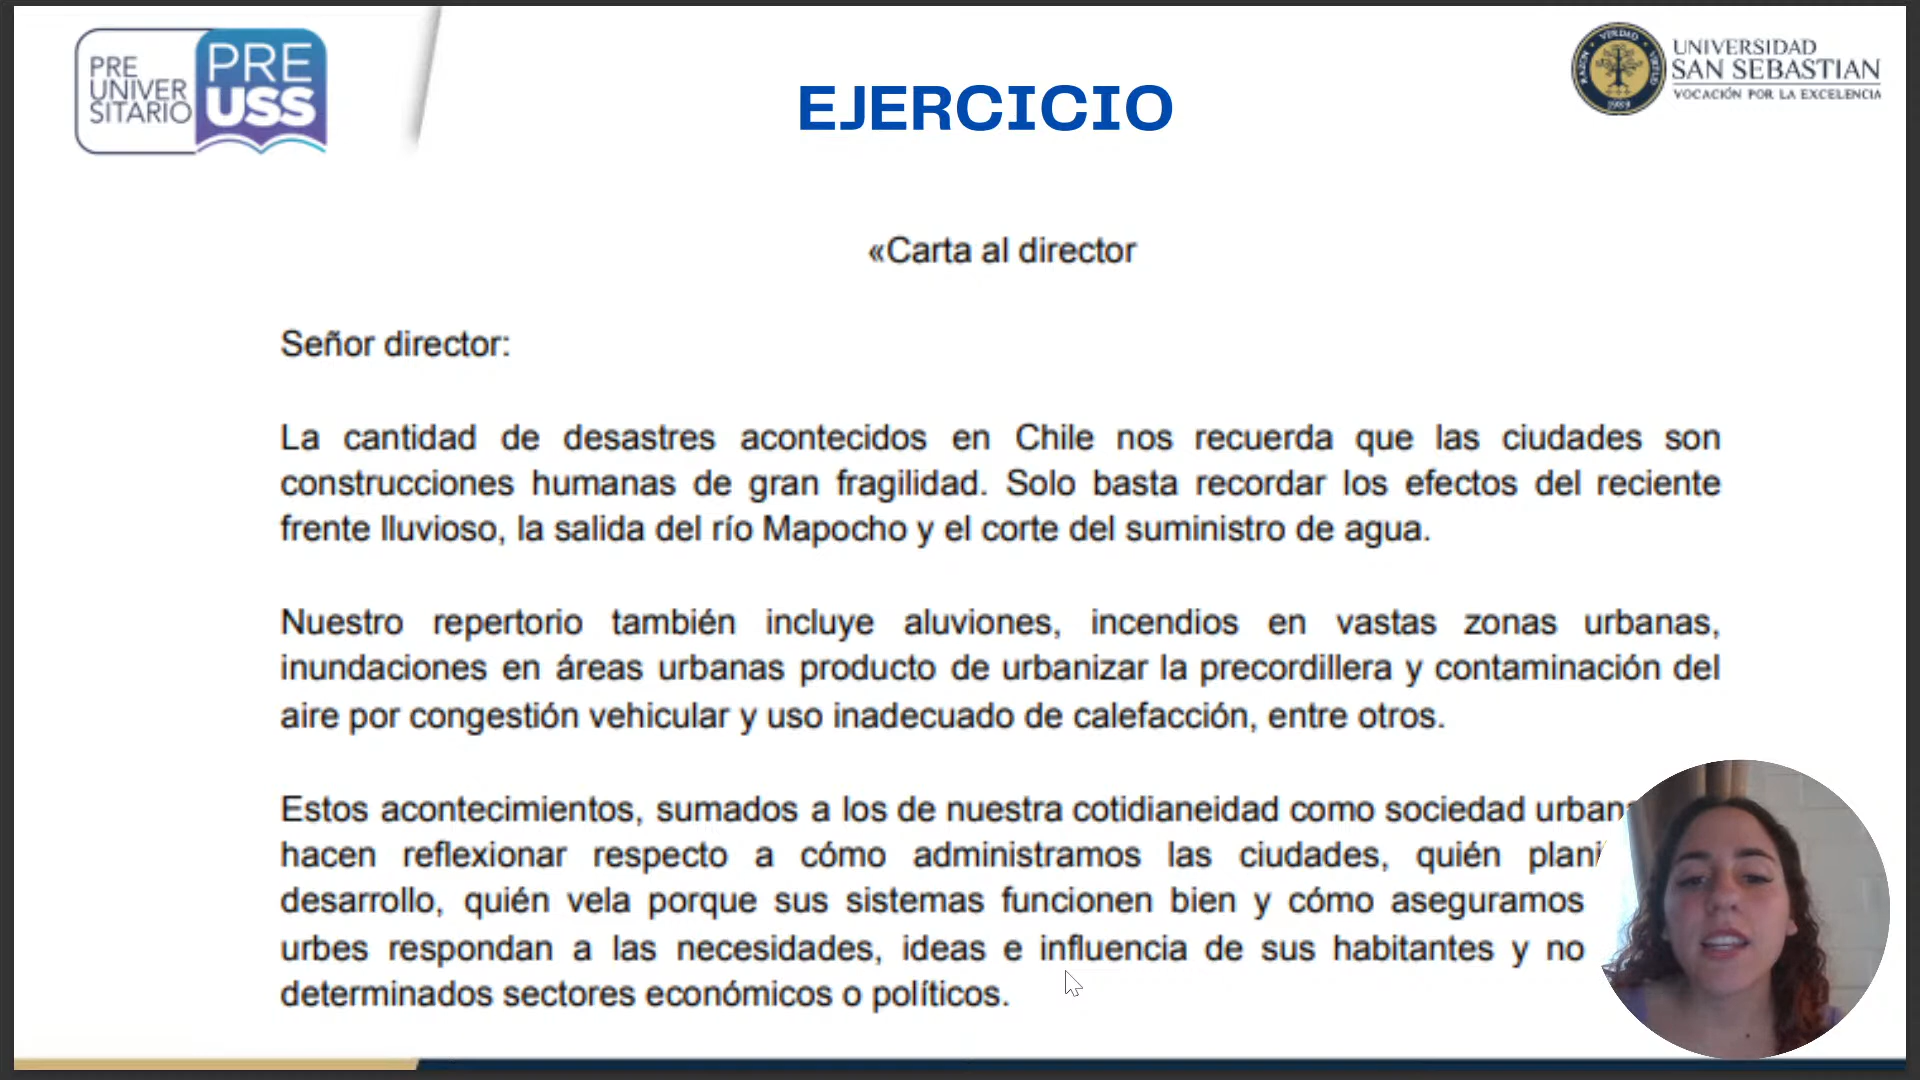 PRE
UNIVER
SITARIO
PRE
USS
EJERCICIO
VERDAD
RAZÓN
VIRTUD
1989
UNIVERSIDAD
SAN SEBASTIAN
VOCACIÓN POR LA EXCELENCIA
«Carta al director
Señor director:
La cantidad de desastres acontecidos en Chile nos recuerda que las ciudades son
construcciones humanas de gran fragilidad. Solo basta recordar los efectos del reciente
frente lluvioso, la salida del río Mapocho y el corte del suministro de agua.
Nuestro repertorio también incluye aluviones, incendios en vastas zonas urbanas,
inundaciones en áreas urbanas producto de urbanizar la precordillera y contaminación del
aire por congestión vehicular y uso inadecuado de calefacción, entre otros.
Estos acontecimientos, sumados a los de nuestra cotidianeidad como sociedad urbana
hacen reflexionar respecto a cómo administramos las ciudades, quién plani
desarrollo, quién vela porque sus sistemas funcionen bien y cómo aseguramos
urbes respondan a las necesidades, ideas e influencia de sus habitantes y no
determinados sectores económicos o políticos.